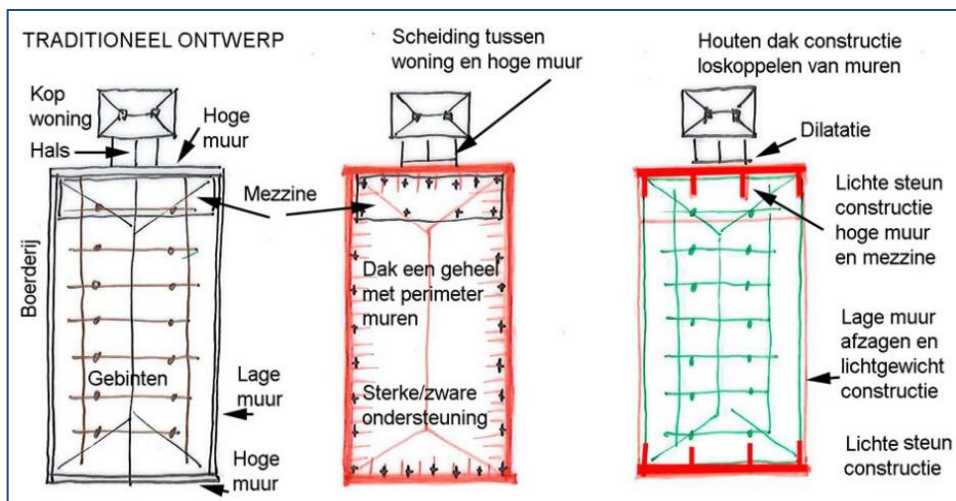 TRADITIONEEL ONTWERP
Kop
woning
Hals
Hoge
muur
Mezzine
Boerderij
Gebinten
Lage
muur
Hoge
muur
Scheiding tussen
woning en hoge muur
Dak een geheel
met perimeter
muren
Sterke/zware
ondersteuning
Houten dak constructie
loskoppelen van muren
Dilatatie
Lichte steun
constructie
hoge muur
en mezzine
Lage muur
afzagen en
lichtgewicht
constructie
Lichte steun
constructie